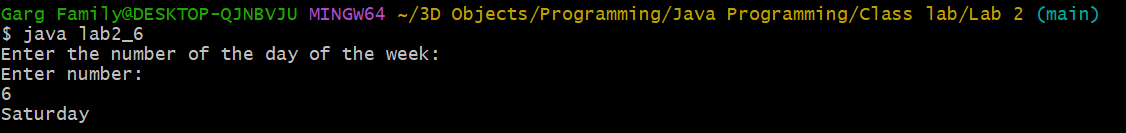 Garg Family@DESKTOP-QJNBVJU MINGW64 ~/3D Objects/Programming/Java Programming/Class lab/Lab 2 (main)
$ java lab2_6
Enter the number of the day of the week:
Enter number:
6
Saturday